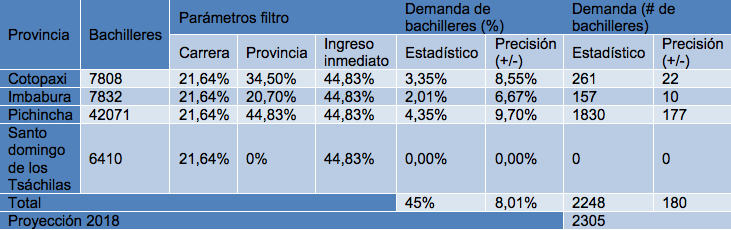 Provincia Bachilleres Parámetros filtro Demanda de bachilleres (%) Demanda (# de bachilleres)
Carrera Provincia Ingreso inmediato Estadístico Precisión (+/-) Estadístico Precisión (+/-)
Cotopaxi 7808 21,64% 34,50% 44,83% 3,35% 8,55% 261 22
Imbabura 7832 21,64% 20,70% 44,83% 2,01% 6,67% 157 10
Pichincha 42071 21,64% 44,83% 44,83% 4,35% 9,70% 1830 177
Santo domingo de los Tsáchilas 6410 21,64% 0% 44,83% 0,00% 0,00% 0 0
Total 45% 8,01% 2248 180
Proyección 2018 2305